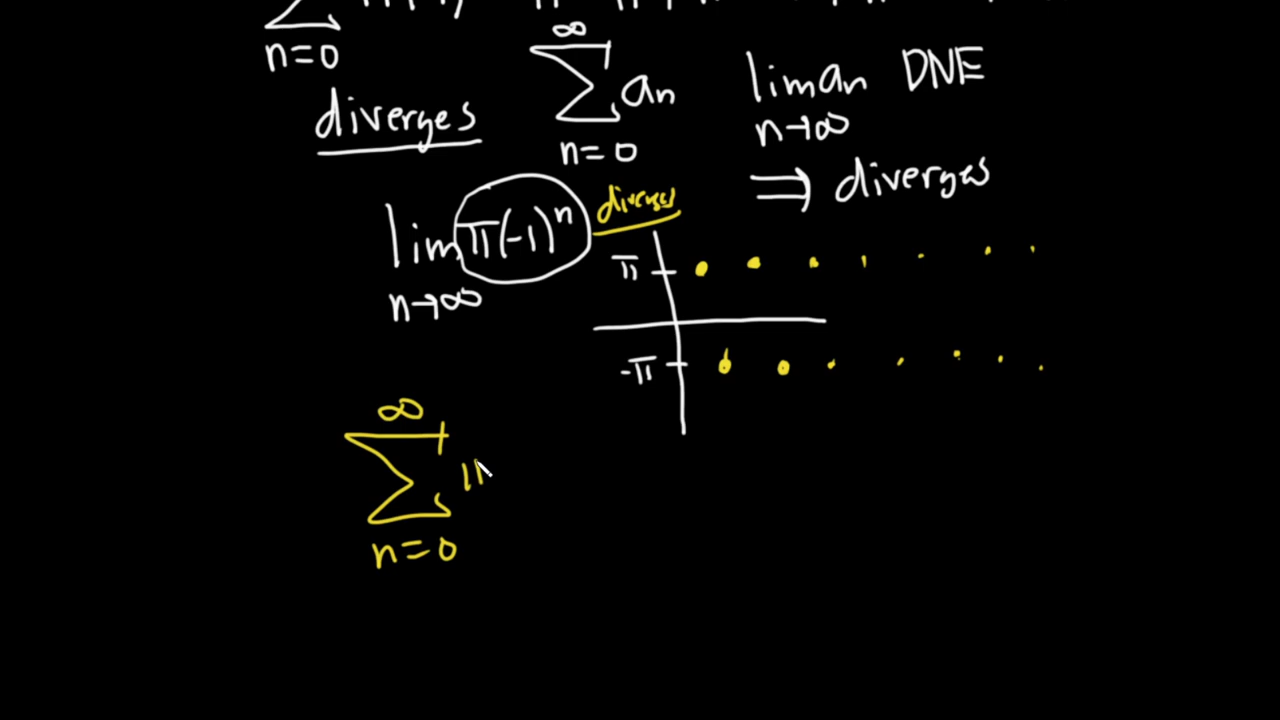 n=0
diverges
∞
∑ aₙ
n=0
lim aₙ DNE
n→∞
⟹ diverges
lim π(-1)ⁿ
n→∞
diverges
π
-π
∞
∑
n=0